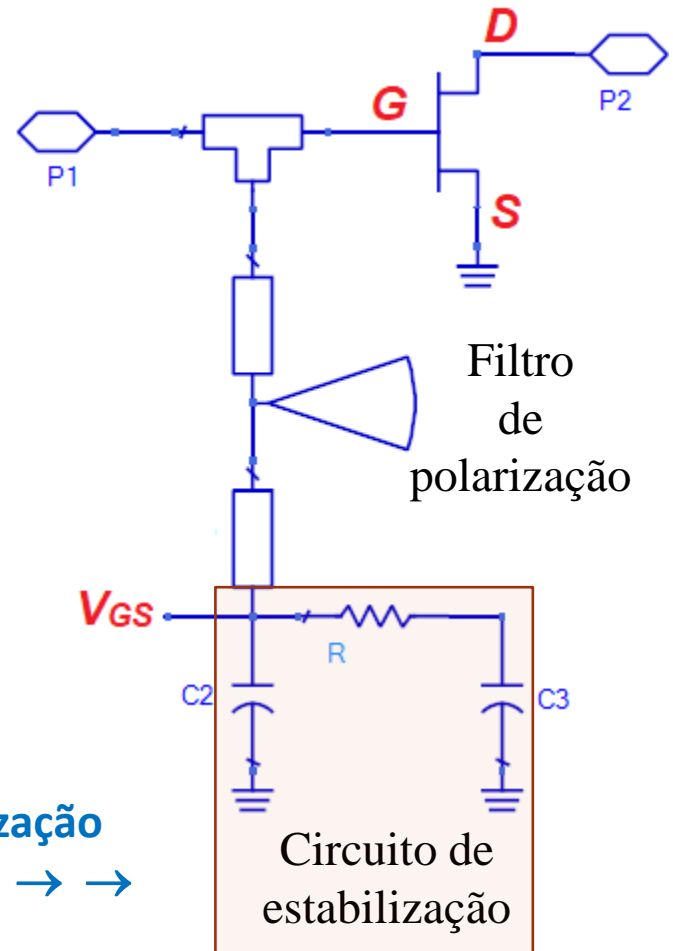 D
P2
G
P1
S
Filtro
de
polarização
VGS
R
C2
C3
zação
→ →
Circuito de
estabilização